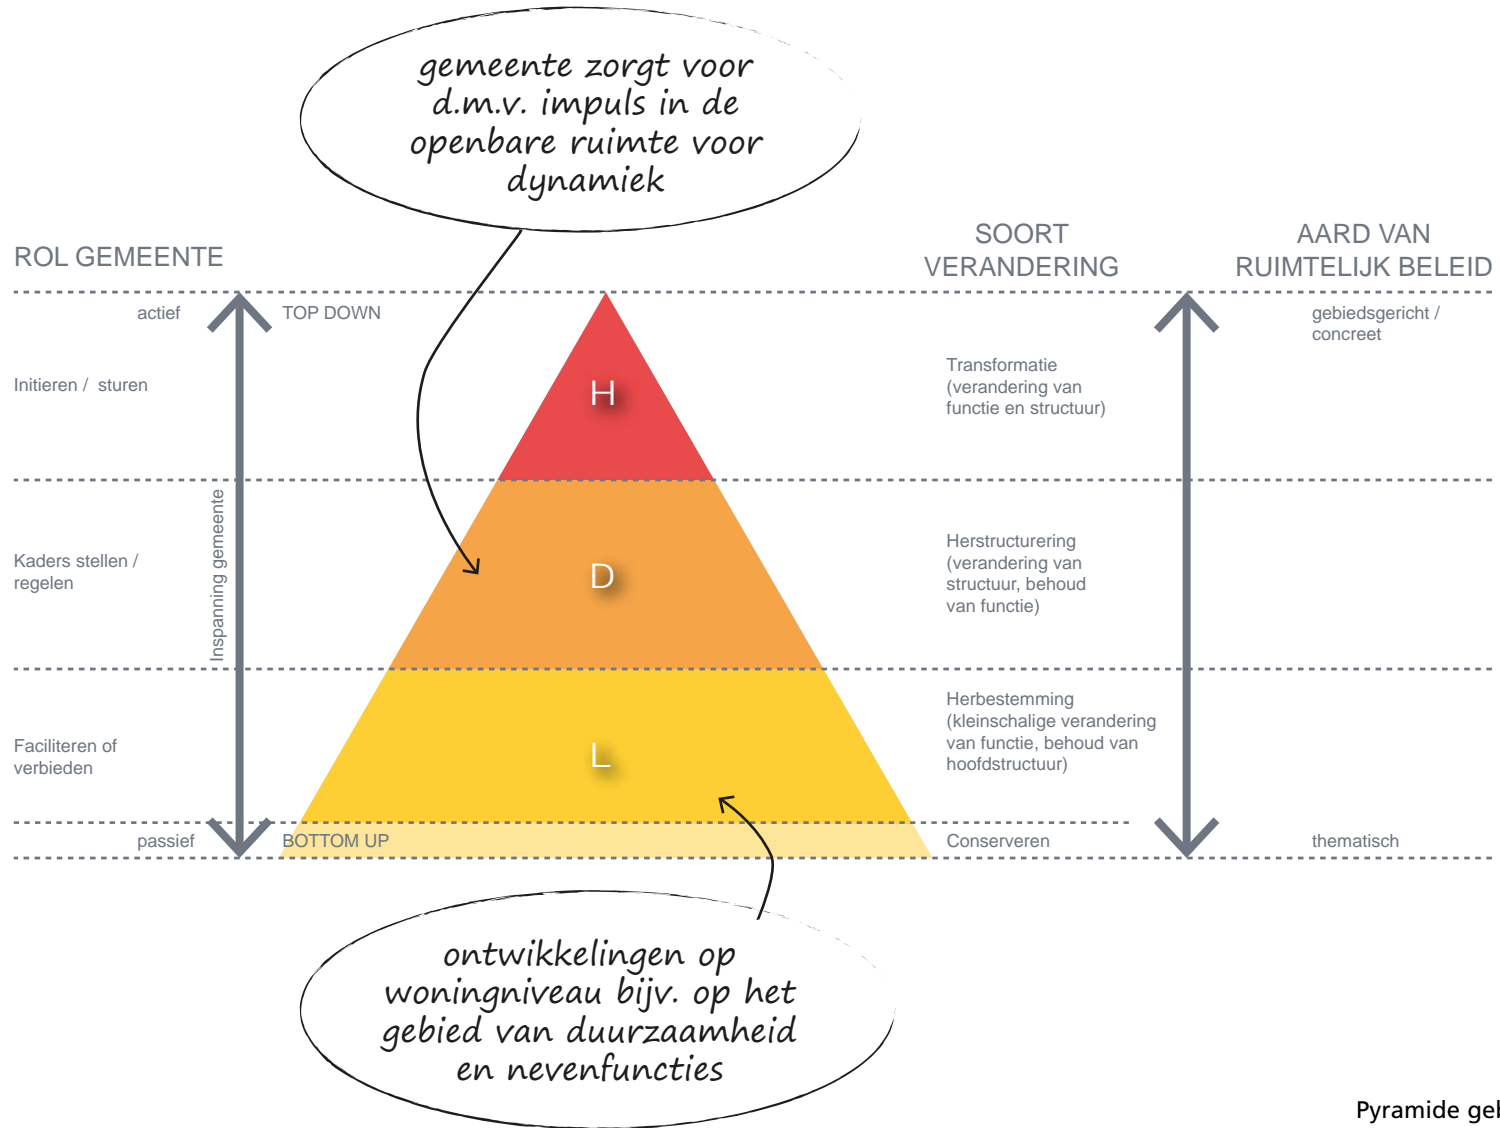 gemeente zorgt voor
d.m.v. impuls in de
openbare ruimte voor
dynamiek
ROL GEMEENTE
SOORT
VERANDERING
AARD VAN
RUIMTELIJK BELEID
actief
TOP DOWN
gebiedsgericht /
concreet
Initieren / sturen
H
Transformatie
(verandering van
functie en structuur)
Inspanning gemeente
Kaders stellen /
regelen
D
Herstructurering
(verandering van
structuur, behoud
van functie)
Faciliteren of
verbieden
L
Herbestemming
(kleinschalige verandering
van functie, behoud van
hoofdstructuur)
passief
BOTTOM UP
Conserveren
thematisch
ontwikkelingen op
woningniveau bijv. op het
gebied van duurzaamheid
en nevenfuncties
Pyramide